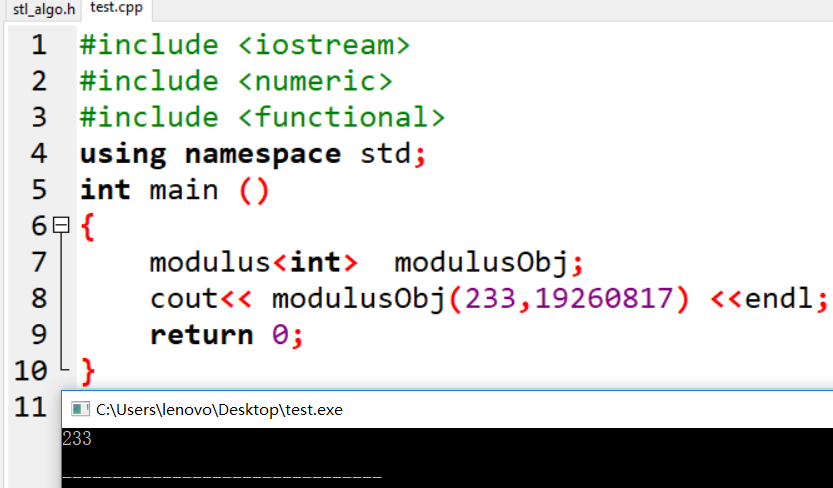 stl_algo.h test.cpp
1 #include <iostream>
2 #include <numeric>
3 #include <functional>
4 using namespace std;
5 int main ()
6 {
7 modulus<int>  modulusObj;
8 cout<< modulusObj(233,19260817) <<endl;
9 return 0;
10 }
11
C:\Users\lenovo\Desktop\test.exe
233
--------------------------------